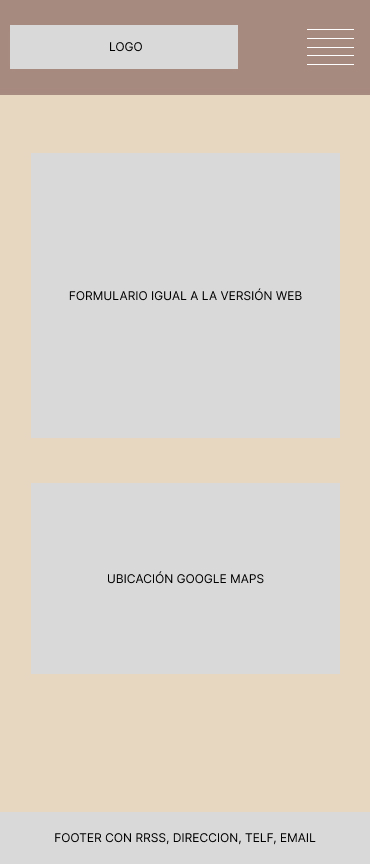 LOGO
FORMULARIO IGUAL A LA VERSIÓN WEB
UBICACIÓN GOOGLE MAPS
FOOTER CON RRSS, DIRECCION, TELF, EMAIL